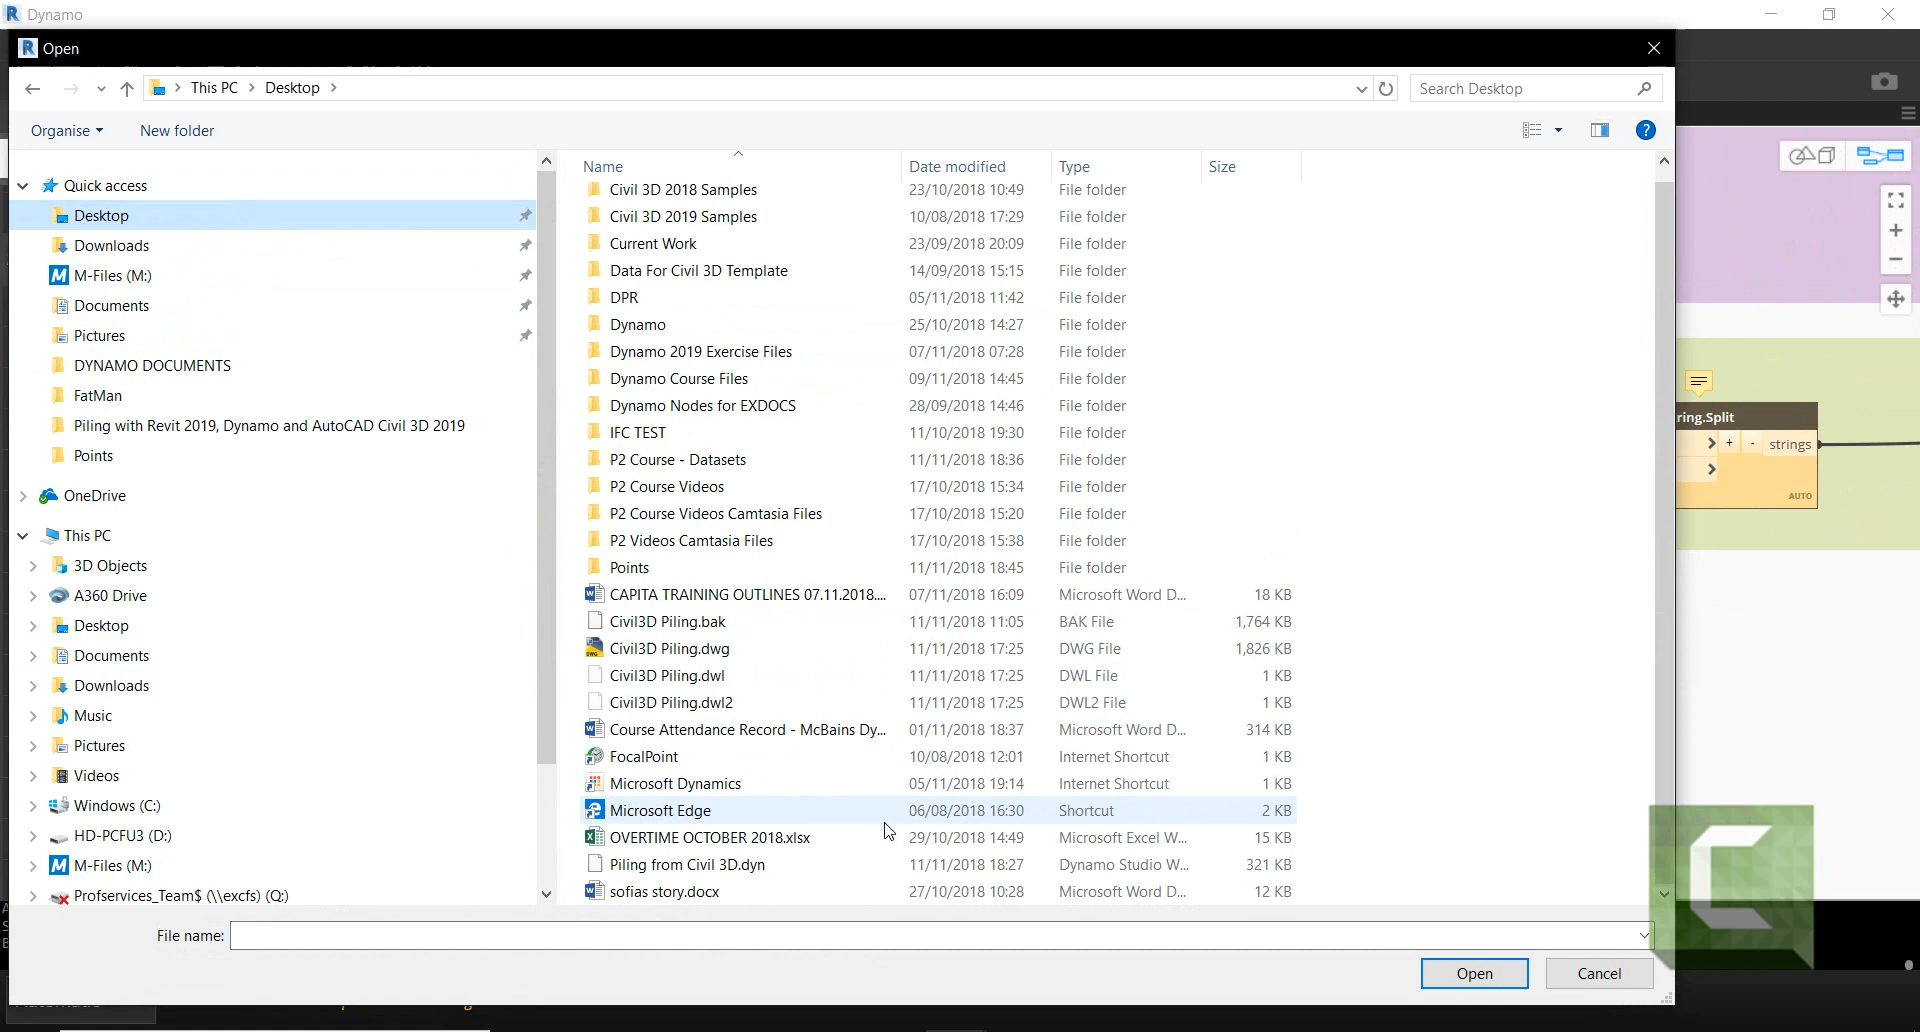 Dynamo
Open
This PC > Desktop >
Search Desktop
Organise
New folder
Name Date modified Type Size
Quick access
Desktop
Downloads
M-Files (M:)
Documents
Pictures
DYNAMO DOCUMENTS
FatMan
Piling with Revit 2019, Dynamo and AutoCAD Civil 3D 2019
Points
OneDrive
This PC
3D Objects
A360 Drive
Desktop
Documents
Downloads
Music
Pictures
Videos
Windows (C:)
HD-PCFU3 (D:)
M-Files (M:)
Profservices_Team$ (\\excfs) (Q:)
Civil 3D 2018 Samples 23/10/2018 10:49 File folder
Civil 3D 2019 Samples 10/08/2018 17:29 File folder
Current Work 23/09/2018 20:09 File folder
Data For Civil 3D Template 14/09/2018 15:15 File folder
DPR 05/11/2018 11:42 File folder
Dynamo 25/10/2018 14:27 File folder
Dynamo 2019 Exercise Files 07/11/2018 07:28 File folder
Dynamo Course Files 09/11/2018 14:45 File folder
Dynamo Nodes for EXDOCS 28/09/2018 14:46 File folder
IFC TEST 11/10/2018 19:30 File folder
P2 Course - Datasets 11/11/2018 18:36 File folder
P2 Course Videos 17/10/2018 15:34 File folder
P2 Course Videos Camtasia Files 17/10/2018 15:20 File folder
P2 Videos Camtasia Files 17/10/2018 15:38 File folder
Points 11/11/2018 18:45 File folder
CAPITA TRAINING OUTLINES 07.11.2018.... 07/11/2018 16:09 Microsoft Word D... 18 KB
Civil3D Piling.bak 11/11/2018 11:05 BAK File 1,764 KB
Civil3D Piling.dwg 11/11/2018 17:25 DWG File 1,826 KB
Civil3D Piling.dwl 11/11/2018 17:25 DWL File 1 KB
Civil3D Piling.dwl2 11/11/2018 17:25 DWL2 File 1 KB
Course Attendance Record - McBains Dy... 01/11/2018 18:37 Microsoft Word D... 314 KB
FocalPoint 10/08/2018 12:01 Internet Shortcut 1 KB
Microsoft Dynamics 05/11/2018 19:14 Internet Shortcut 1 KB
Microsoft Edge 06/08/2018 16:30 Shortcut 2 KB
OVERTIME OCTOBER 2018.xlsx 29/10/2018 14:49 Microsoft Excel W... 15 KB
Piling from Civil 3D.dyn 11/11/2018 18:27 Dynamo Studio W... 321 KB
sofias story.docx 27/10/2018 10:28 Microsoft Word D... 12 KB
File name:
Open
Cancel
ring.Split
+ - strings
AUTO